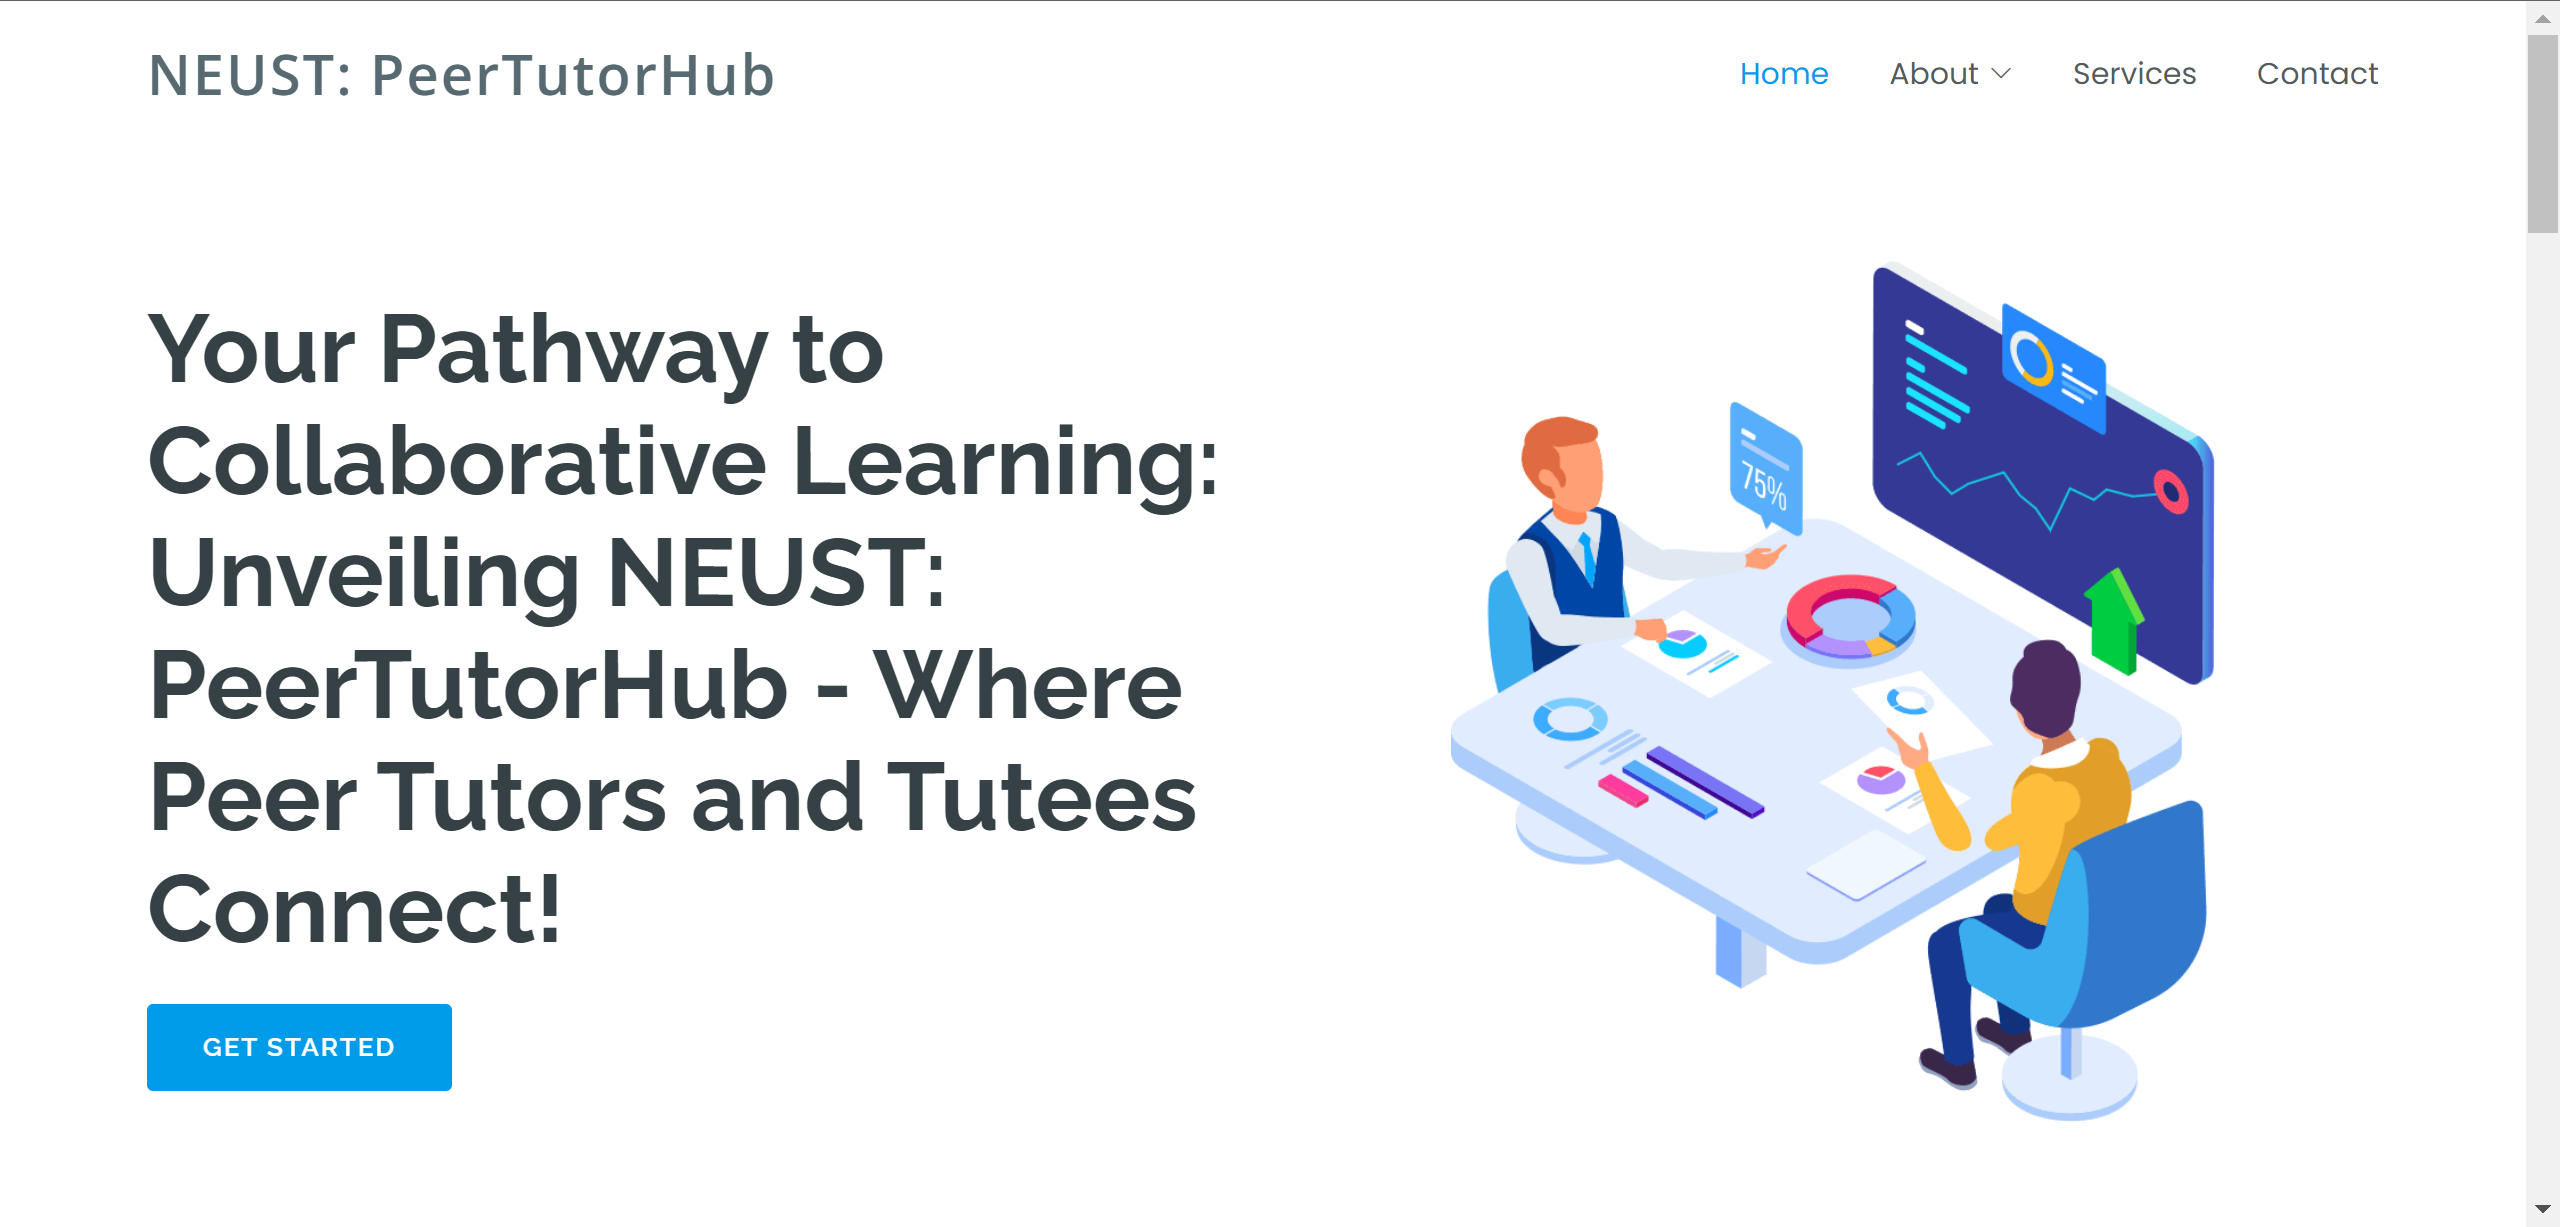 NEUST: PeerTutorHub
Home
About
Services
Contact
Your Pathway to
Collaborative Learning:
Unveiling NEUST:
PeerTutorHub - Where
Peer Tutors and Tutees
Connect!
75%
GET STARTED